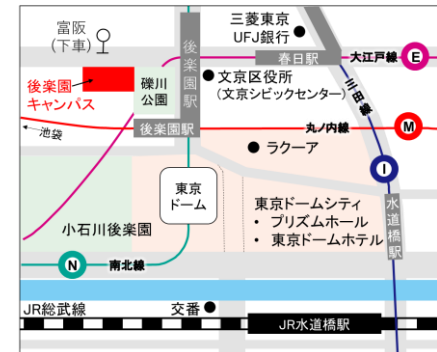 富阪
(下車)
三菱東京
UFJ銀行
後楽園駅
春日駅
大江戸線
E
後楽園
キャンパス
礫川
公園
文京区役所
(文京シビックセンター)
三田線
池袋
後楽園駅
丸ノ内線
M
ラクーア
I
東京
ドーム
小石川後楽園
東京ドームシティ
・ プリズムホール
・ 東京ドームホテル
水道橋駅
N
南北線
JR総武線
交番
JR水道橋駅